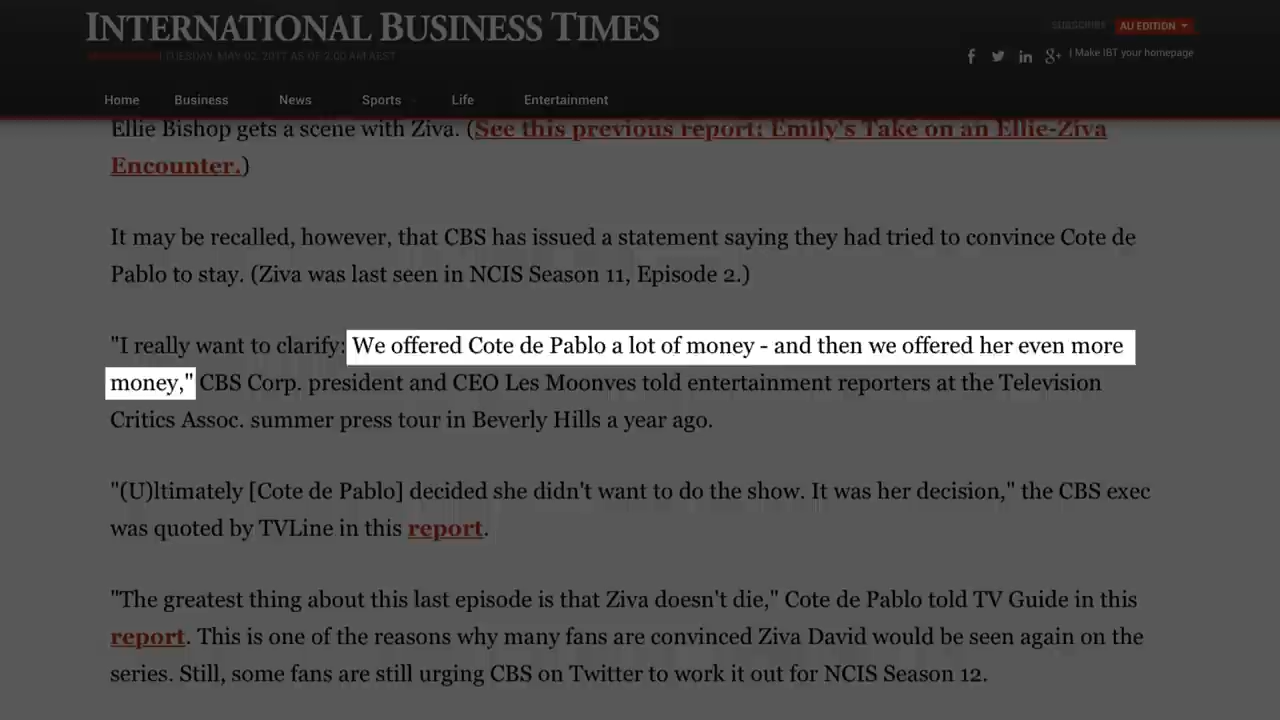 INTERNATIONAL BUSINESS TIMES
SUBSCRIBE
AU EDITION
TUESDAY, MAY 02, 2017 AS OF 2:00 AM AEST
| Make IBT your homepage
Home Business News Sports Life Entertainment
Ellie Bishop gets a scene with Ziva. (See this previous report: Emily's Take on an Ellie-Ziva
Encounter.)
It may be recalled, however, that CBS has issued a statement saying they had tried to convince Cote de
Pablo to stay. (Ziva was last seen in NCIS Season 11, Episode 2.)
"I really want to clarify: We offered Cote de Pablo a lot of money - and then we offered her even more
money," CBS Corp. president and CEO Les Moonves told entertainment reporters at the Television
Critics Assoc. summer press tour in Beverly Hills a year ago.
"(U)ltimately [Cote de Pablo] decided she didn't want to do the show. It was her decision," the CBS exec
was quoted by TVLine in this report.
"The greatest thing about this last episode is that Ziva doesn't die," Cote de Pablo told TV Guide in this
report. This is one of the reasons why many fans are convinced Ziva David would be seen again on the
series. Still, some fans are still urging CBS on Twitter to work it out for NCIS Season 12.